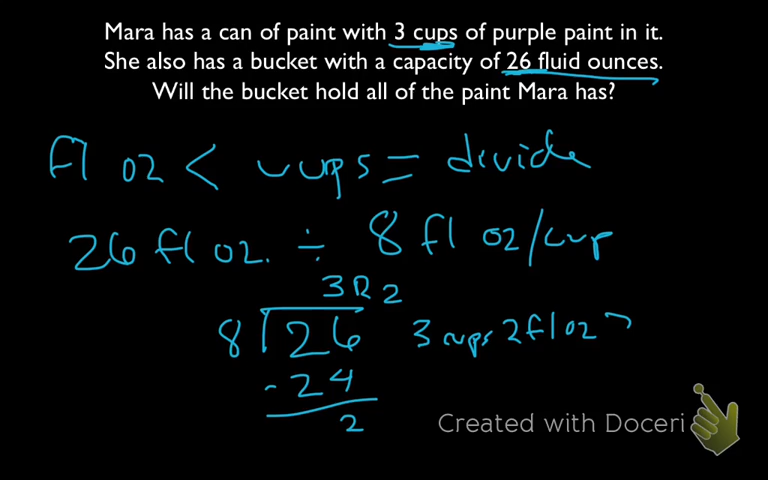 Mara has a can of paint with 3 cups of purple paint in it.
She also has a bucket with a capacity of 26 fluid ounces.
Will the bucket hold all of the paint Mara has?
fl oz < cups = divide
26 fl oz. ÷ 8 fl oz/cup
3 R 2
8 26 3 cups 2 fl oz >
- 24
2
Created with Doceri